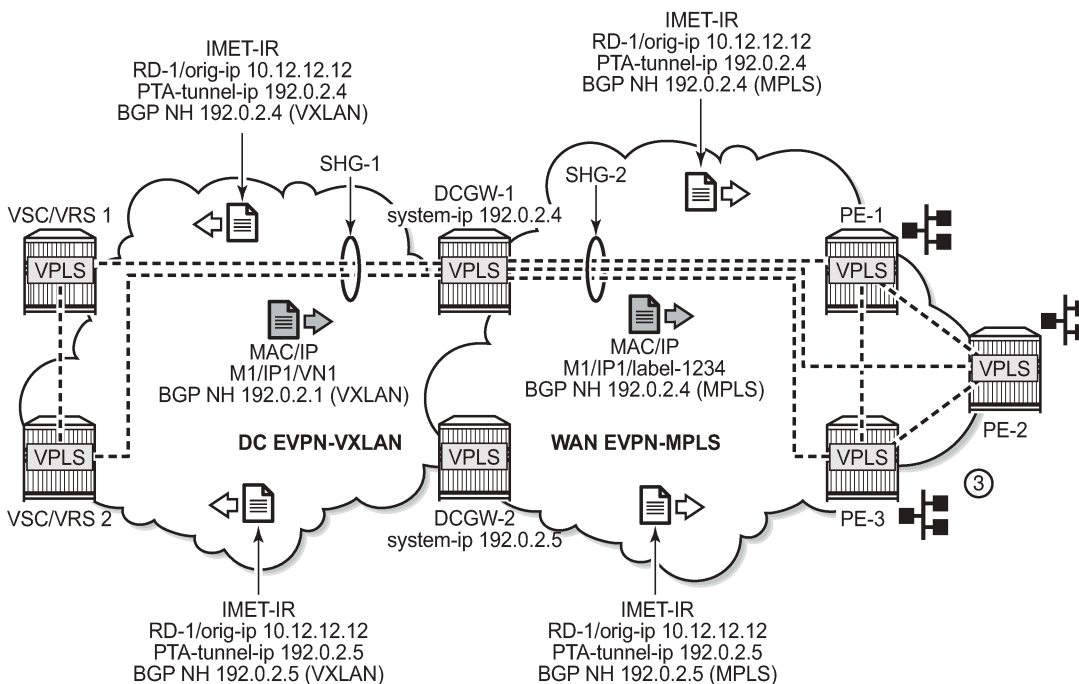 IMET-IR
RD-1/orig-ip 10.12.12.12
PTA-tunnel-ip 192.0.2.4
BGP NH 192.0.2.4 (VXLAN)
IMET-IR
RD-1/orig-ip 10.12.12.12
PTA-tunnel-ip 192.0.2.4
BGP NH 192.0.2.4 (MPLS)
SHG-1
SHG-2
VSC/VRS 1
VPLS
DCGW-1
system-ip 192.0.2.4
VPLS
PE-1
VPLS
MAC/IP
M1/IP1/VN1
BGP NH 192.0.2.1 (VXLAN)
MAC/IP
M1/IP1/label-1234
BGP NH 192.0.2.4 (MPLS)
VPLS
PE-2
DC EVPN-VXLAN
WAN EVPN-MPLS
VPLS
VSC/VRS 2
VPLS
DCGW-2
system-ip 192.0.2.5
VPLS
PE-3
3
IMET-IR
RD-1/orig-ip 10.12.12.12
PTA-tunnel-ip 192.0.2.5
BGP NH 192.0.2.5 (VXLAN)
IMET-IR
RD-1/orig-ip 10.12.12.12
PTA-tunnel-ip 192.0.2.5
BGP NH 192.0.2.5 (MPLS)